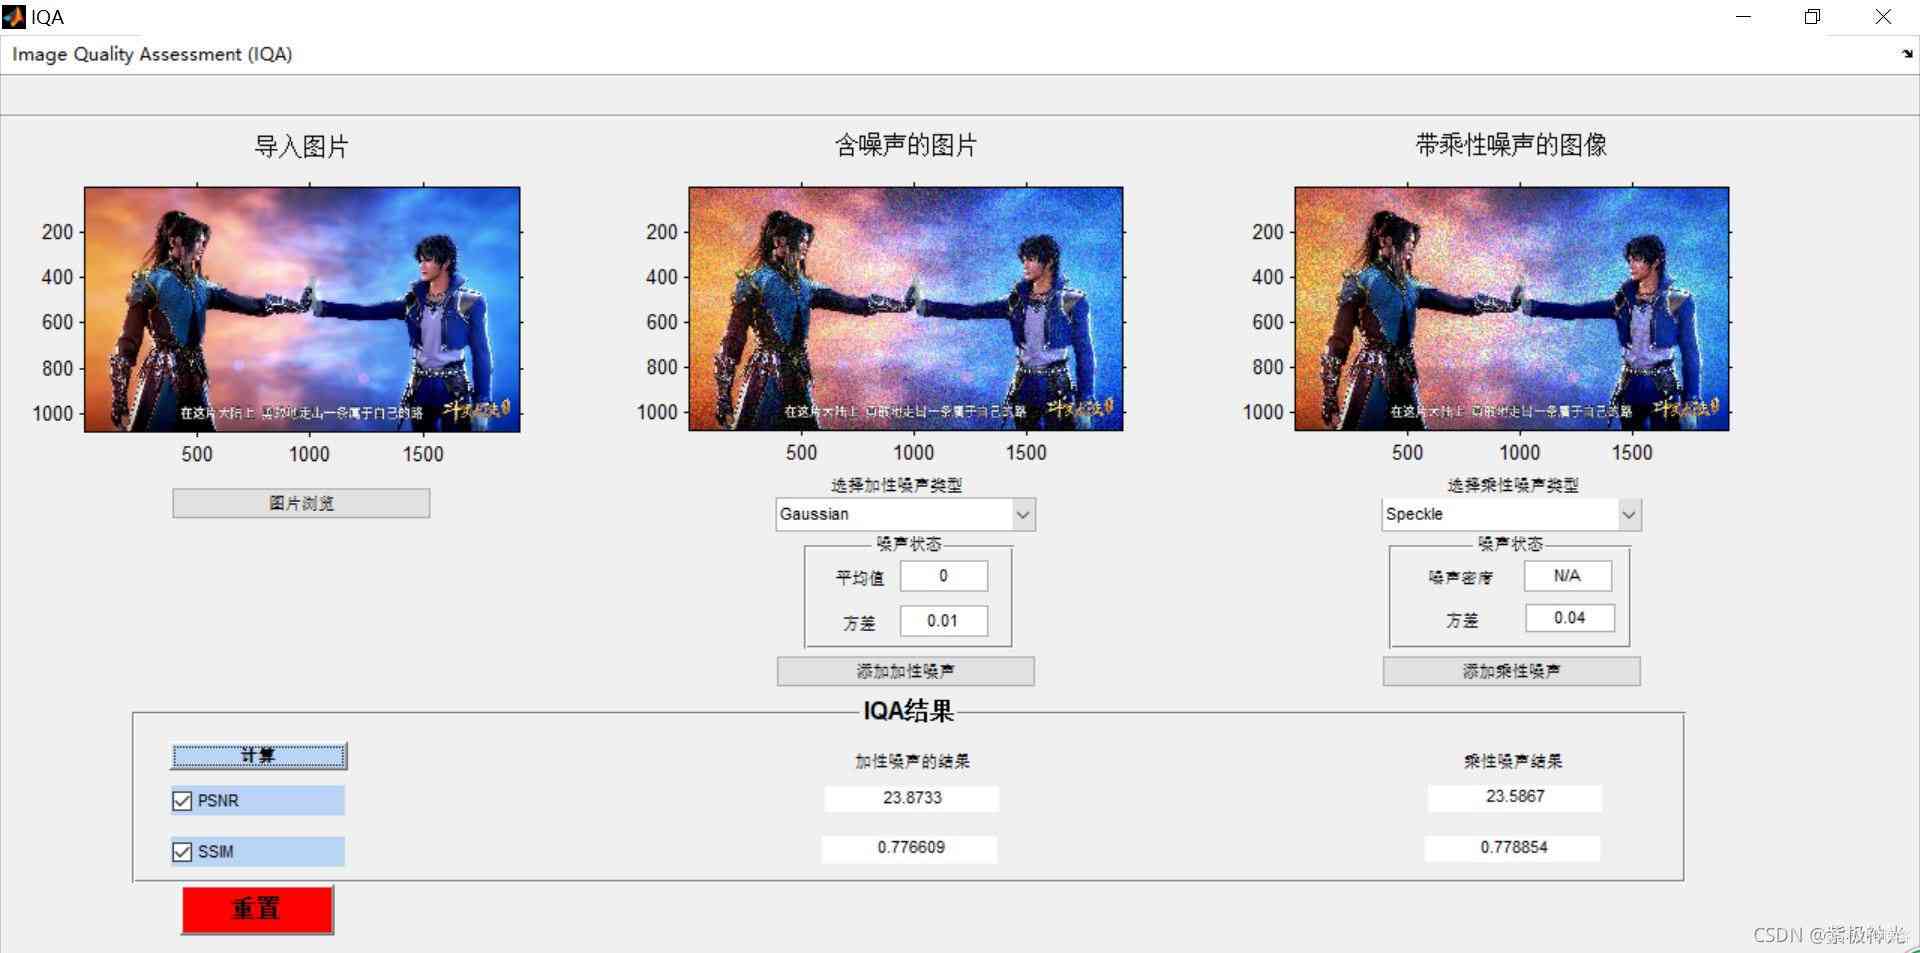 IQA
Image Quality Assessment (IQA)
导入图片
含噪声的图片
带乘性噪声的图像
200
400
600
800
1000
500 1000 1500
200
400
600
800
1000
500 1000 1500
200
400
600
800
1000
500 1000 1500
在这片大陆上 勇敢地走出一条属于自己的路
在这片大陆上 勇敢地走出一条属于自己的路
在这片大陆上 勇敢地走出一条属于自己的路
图片浏览
选择加性噪声类型
Gaussian
噪声状态
平均值 0
方差 0.01
添加加性噪声
选择乘性噪声类型
Speckle
噪声状态
噪声密度 N/A
方差 0.04
添加乘性噪声
IQA结果
计算
加性噪声的结果
乘性噪声结果
PSNR
23.8733
23.5867
SSIM
0.776609
0.778854
重置
CSDN @紫极神光